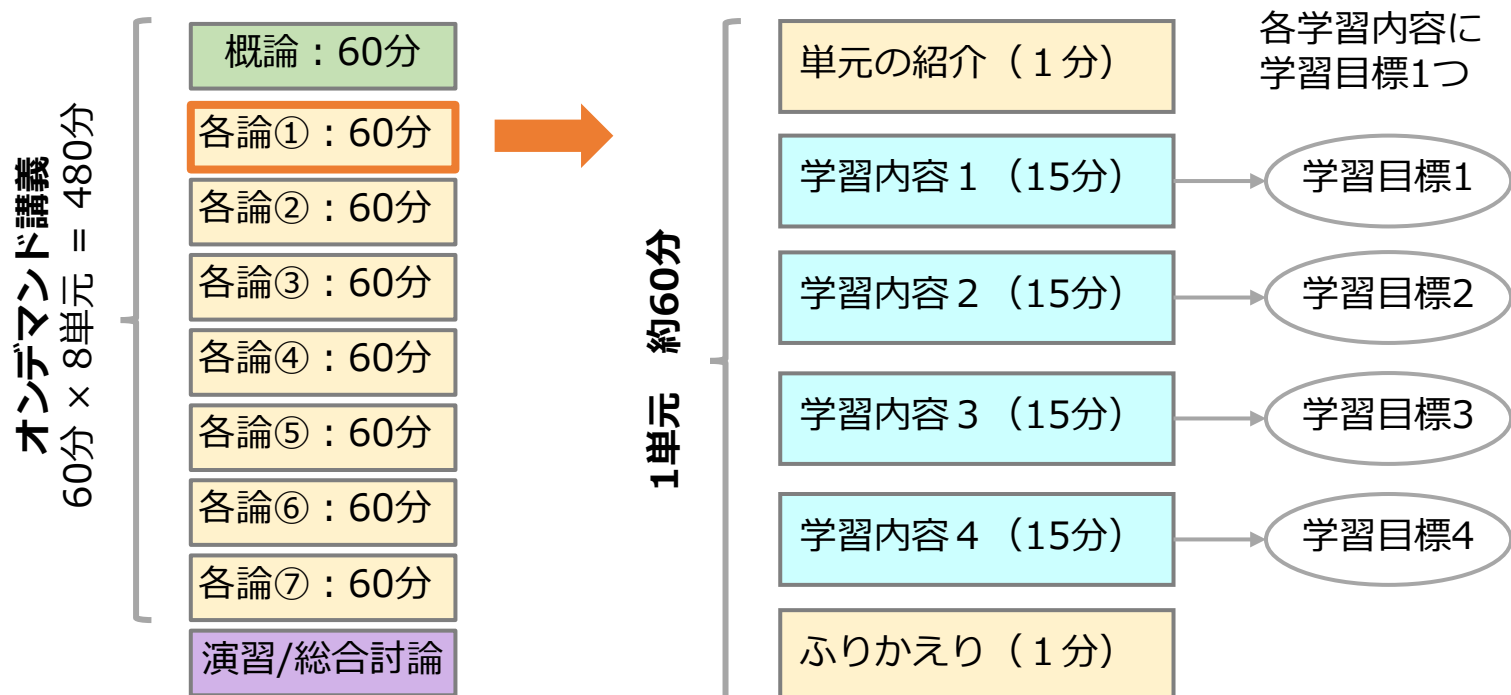 オンデマンド講義
60分 × 8単元 = 480分
概論：60分
各論①：60分
各論②：60分
各論③：60分
各論④：60分
各論⑤：60分
各論⑥：60分
各論⑦：60分
演習/総合討論
1単元　約60分
単元の紹介（１分）
学習内容１（15分）
学習内容２（15分）
学習内容３（15分）
学習内容４（15分）
ふりかえり（１分）
各学習内容に
学習目標1つ
学習目標1
学習目標2
学習目標3
学習目標4